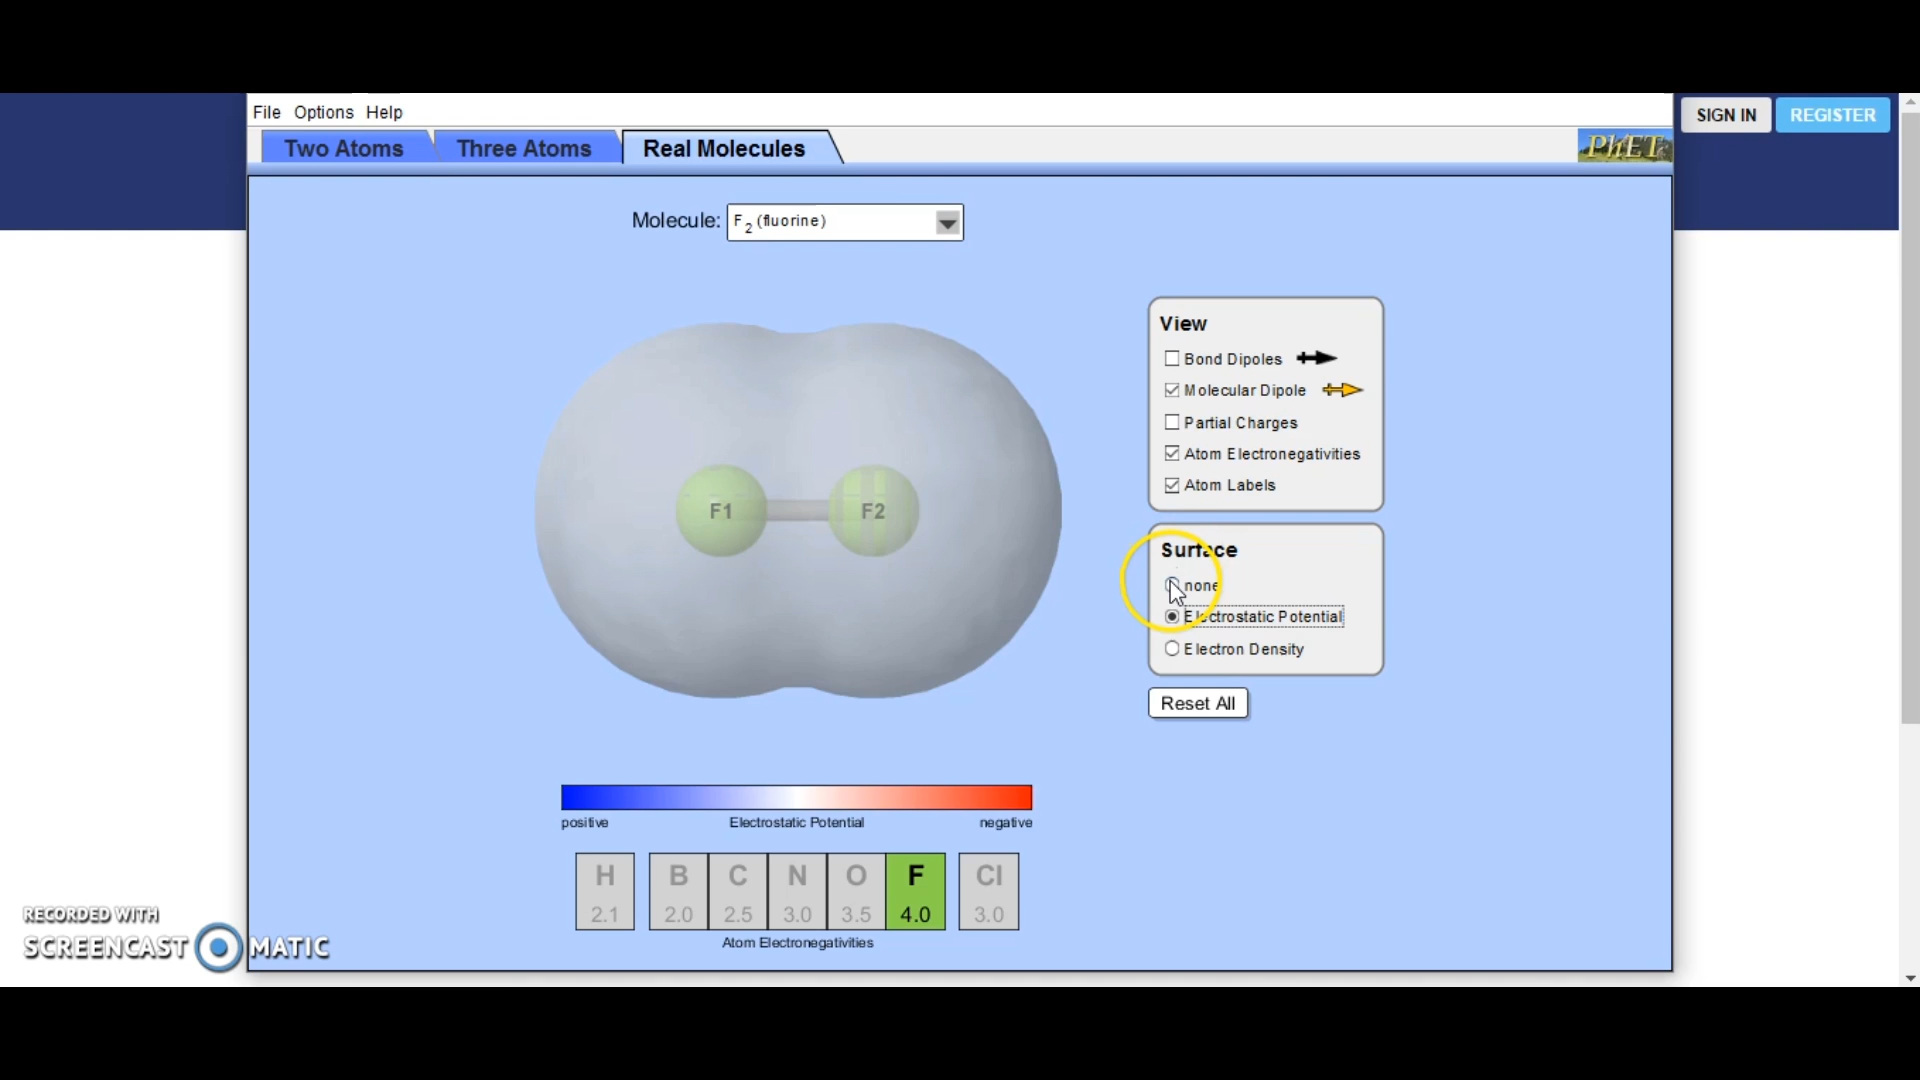 File Options Help
SIGN IN REGISTER
Two Atoms Three Atoms Real Molecules
PhET
Molecule: F2 (fluorine)
View
Bond Dipoles
Molecular Dipole
Partial Charges
Atom Electronegativities
Atom Labels
F1 F2
Surface
none
Electrostatic Potential
Electron Density
Reset All
positive Electrostatic Potential negative
H B C N O F Cl
2.1 2.0 2.5 3.0 3.5 4.0 3.0
Atom Electronegativities
RECORDED WITH
SCREENCAST MATIC